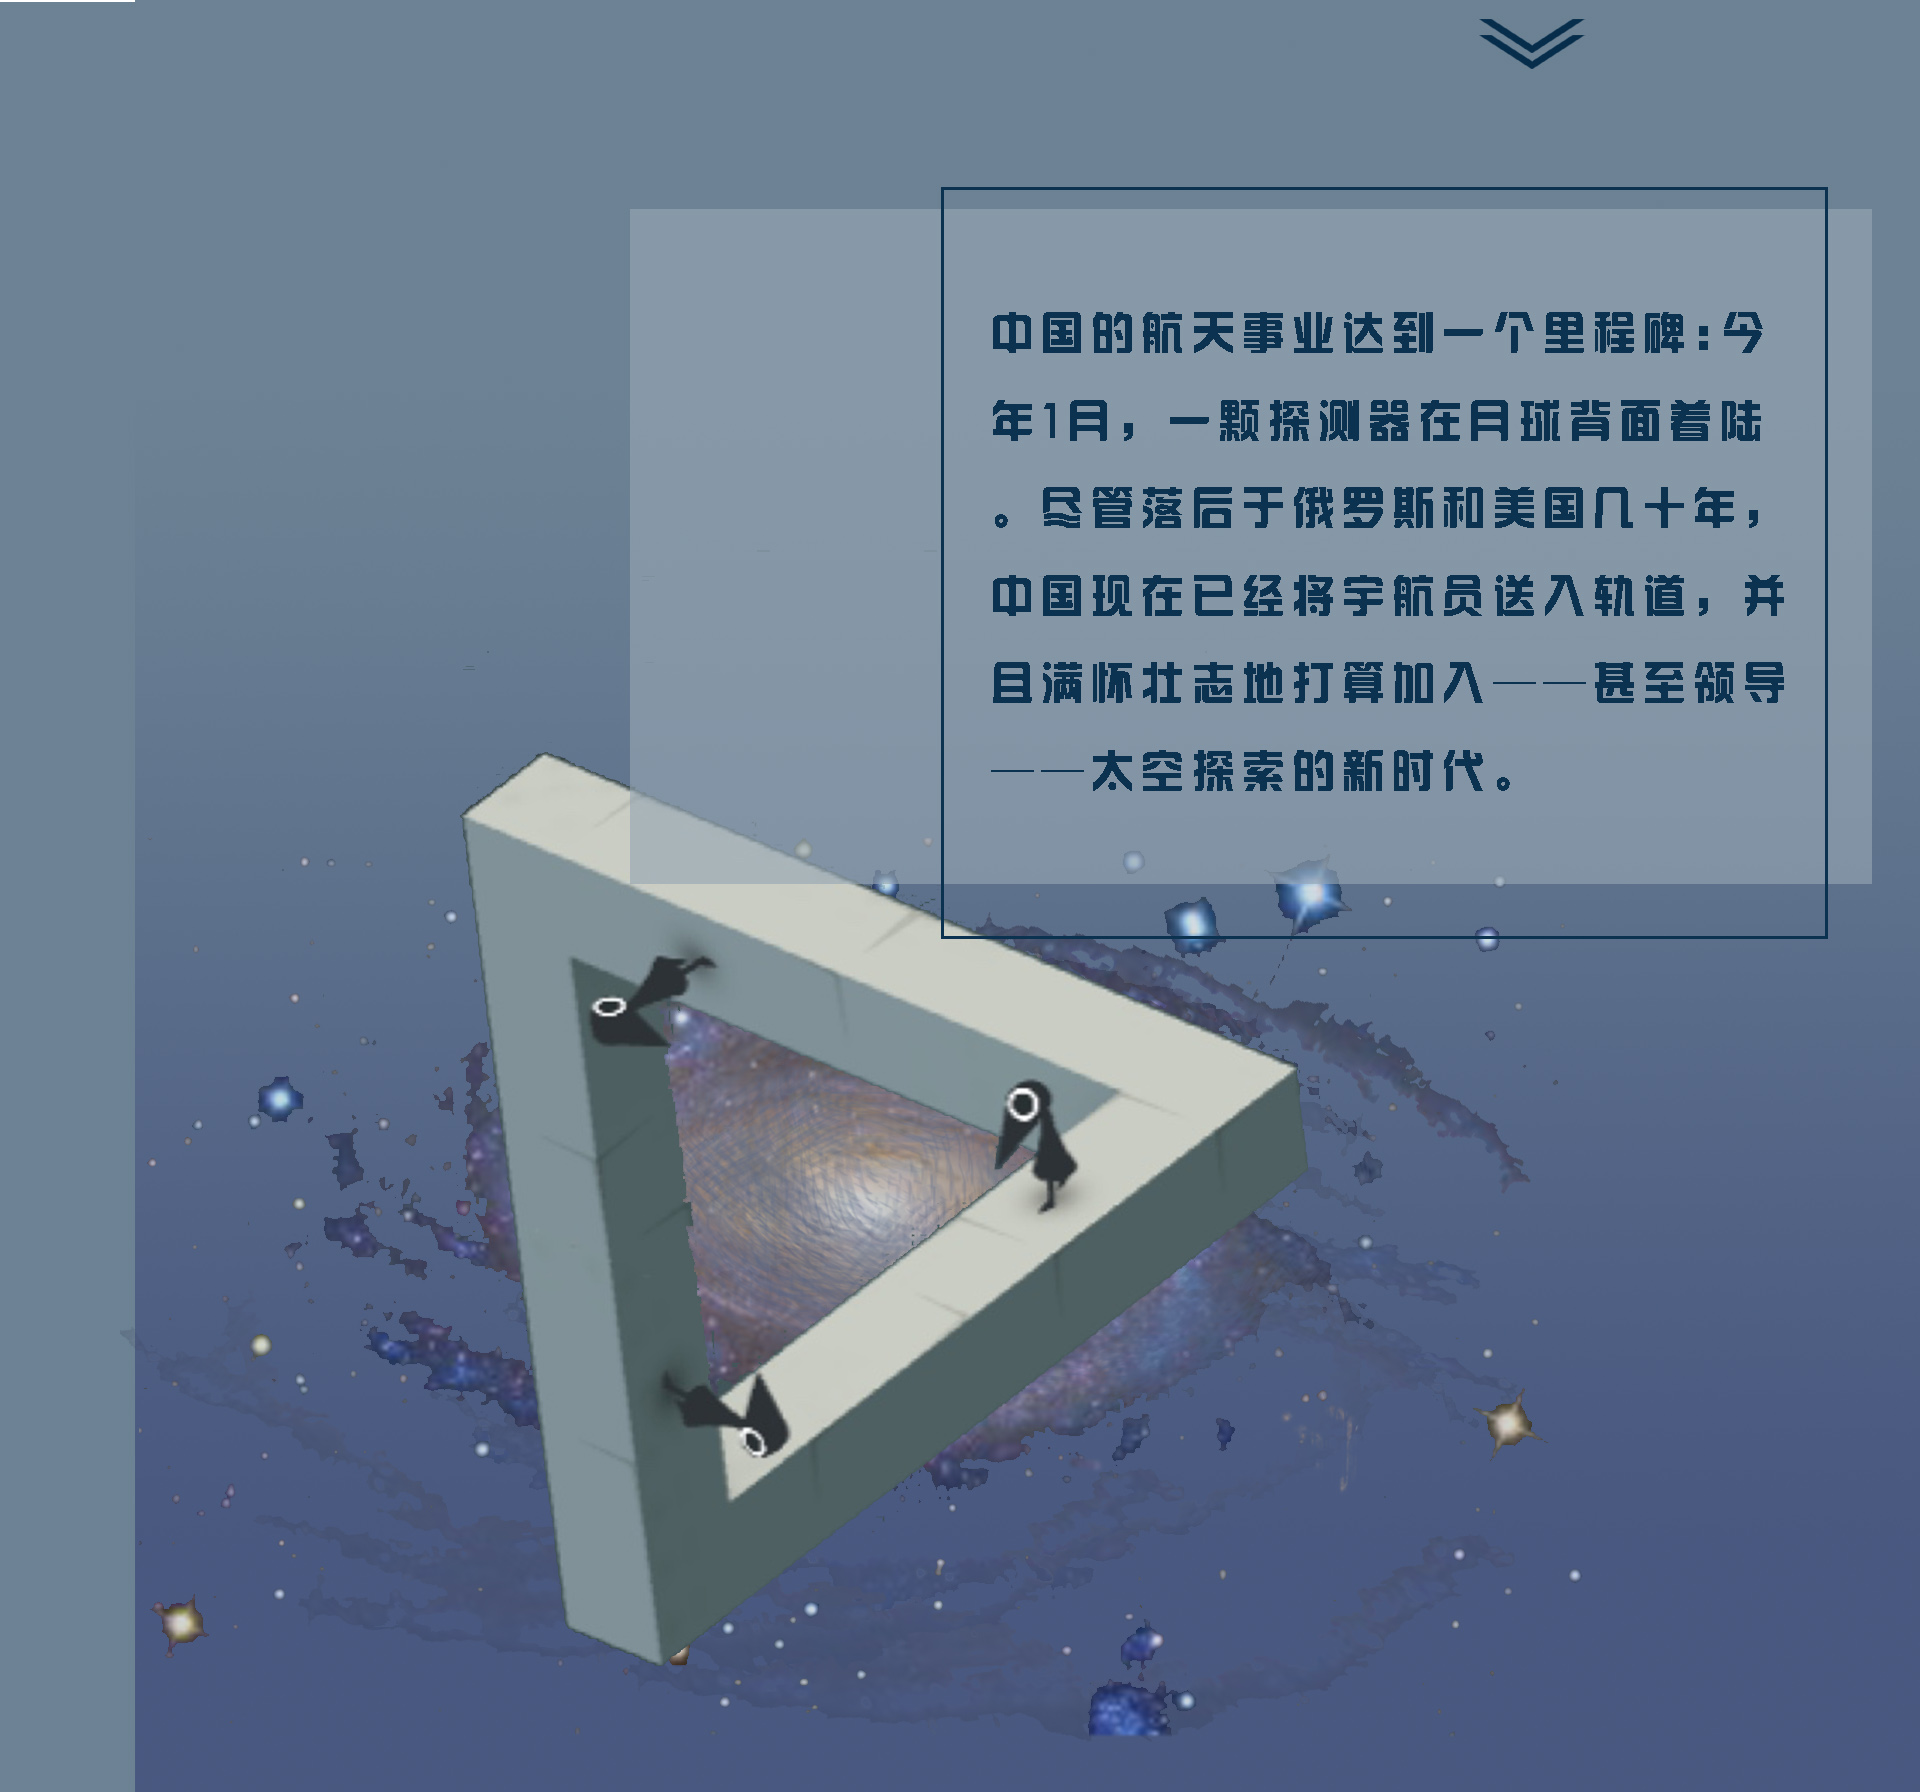 中国的航天事业达到一个里程碑:今
年1月，一颗探测器在月球背面着陆
。尽管落后于俄罗斯和美国几十年，
中国现在已经将宇航员送入轨道，并
且满怀壮志地打算加入——甚至领导
——太空探索的新时代。